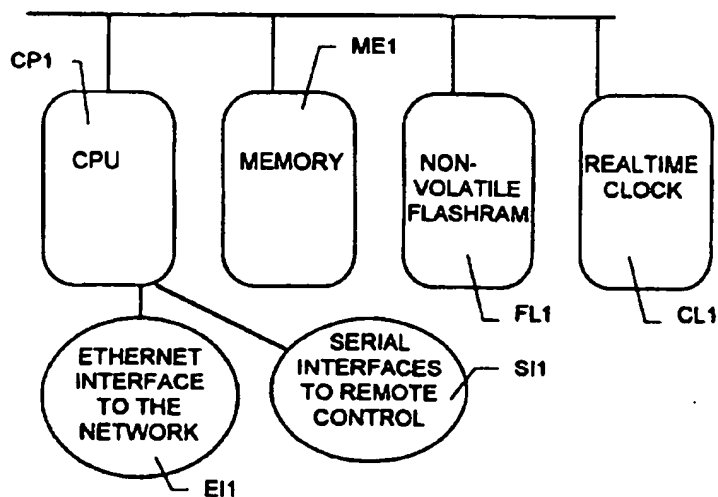 CP1
ME1
CPU
MEMORY
NON-
VOLATILE
FLASHRAM
REALTIME
CLOCK
FL1
CL1
ETHERNET
INTERFACE
TO THE
NETWORK
SERIAL
INTERFACES
TO REMOTE
CONTROL
SI1
EI1